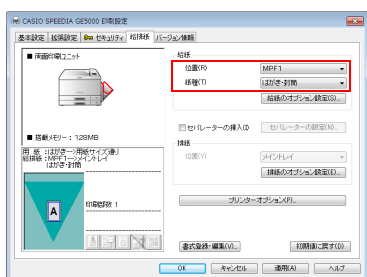 CASIO SPEEDIA GE5000 印刷設定
基本設定 拡張設定 セキュリティ 給排紙 バージョン情報
■ 両面印刷ユニット
■ 搭載メモリー : 128MB
用 紙 :はがき-->用紙サイズ通り
給排紙 :MPF1-->メイントレイ
はがき・封筒
A
印刷部数 1
給紙
位置(R) MPF1
紙種(T) はがき・封筒
給紙のオプション設定(S)...
セパレーターの挿入(I) セパレーターの設定(N)...
排紙
位置(Y) メイントレイ
排紙のオプション設定(E)...
プリンターオプション(P)...
書式登録・編集(V)... 初期値に戻す(D)
OK キャンセル 適用(A) ヘルプ